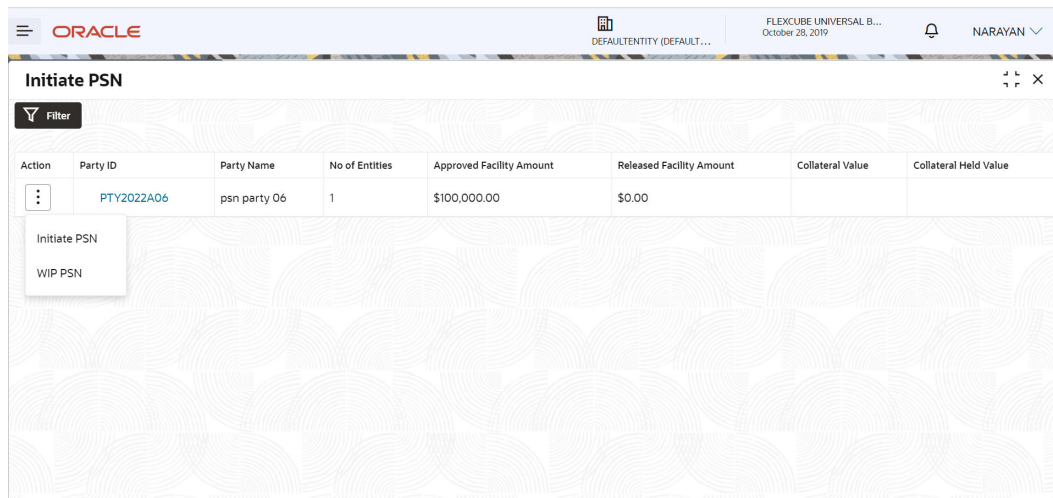 ORACLE
DEFAULTENTITY (DEFAULT...
FLEXCUBE UNIVERSAL B...
October 28, 2019
NARAYAN
Initiate PSN
Filter
Action Party ID Party Name No of Entities Approved Facility Amount Released Facility Amount Collateral Value Collateral Held Value
PTY2022A06 psn party 06 1 $100,000.00 $0.00
Initiate PSN
WIP PSN